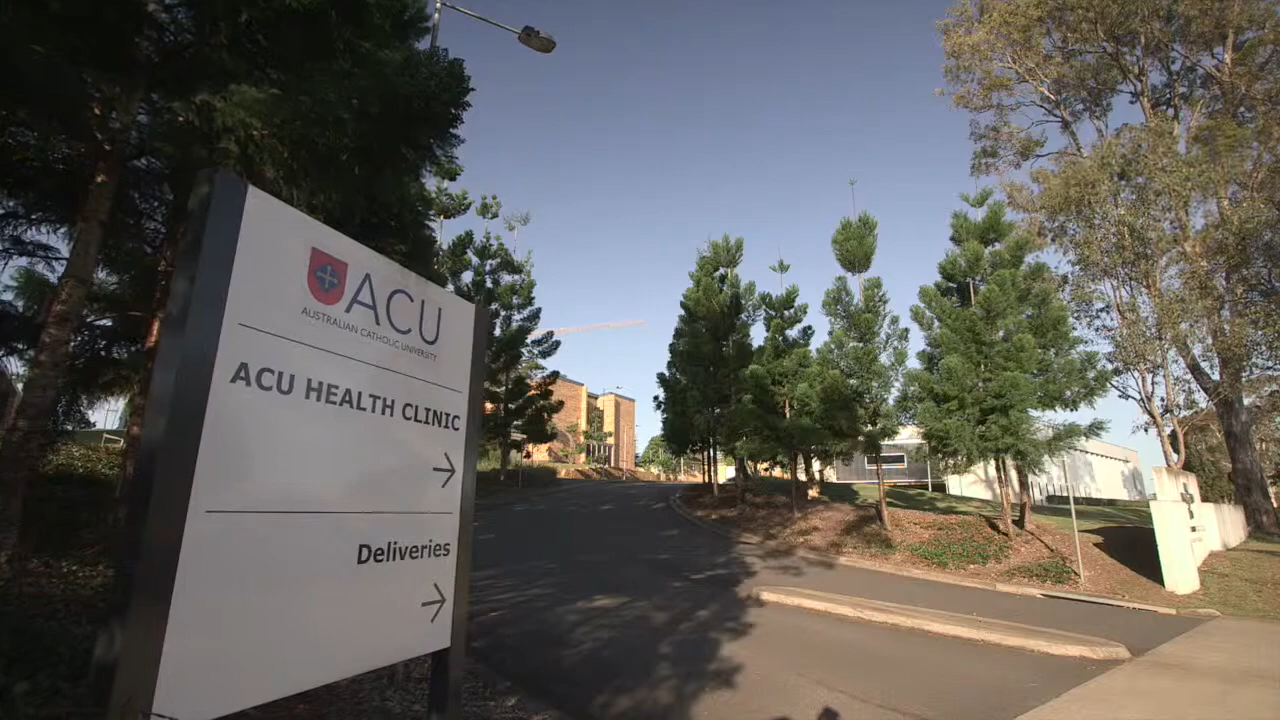 ACU
AUSTRALIAN CATHOLIC UNIVERSITY
ACU HEALTH CLINIC
Deliveries